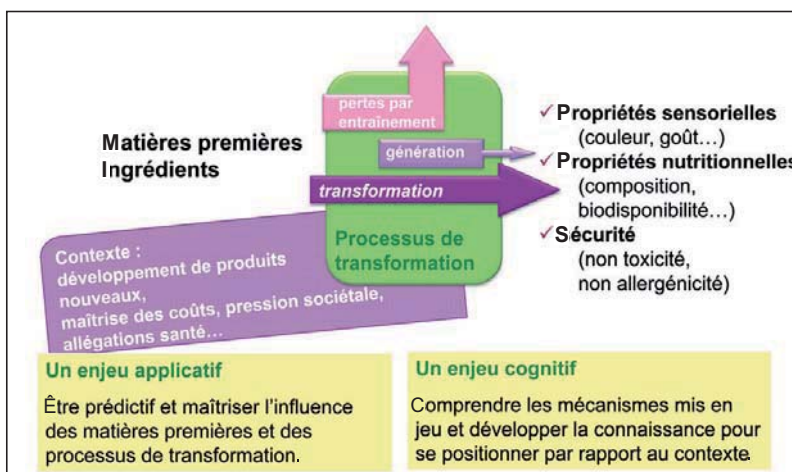 pertes par
entraînement
Matières premières
Ingrédients
génération
transformation
Processus de
transformation
✓Propriétés sensorielles
(couleur, goût…)
✓Propriétés nutritionnelles
(composition,
biodisponibilité…)
✓Sécurité
(non toxicité,
non allergénicité)
Contexte :
développement de produits
nouveaux,
maîtrise des coûts, pression sociétale,
allégations santé…
Un enjeu applicatif
Être prédictif et maîtriser l’influence
des matières premières et des
processus de transformation.
Un enjeu cognitif
Comprendre les mécanismes mis en
jeu et développer la connaissance pour
se positionner par rapport au contexte.